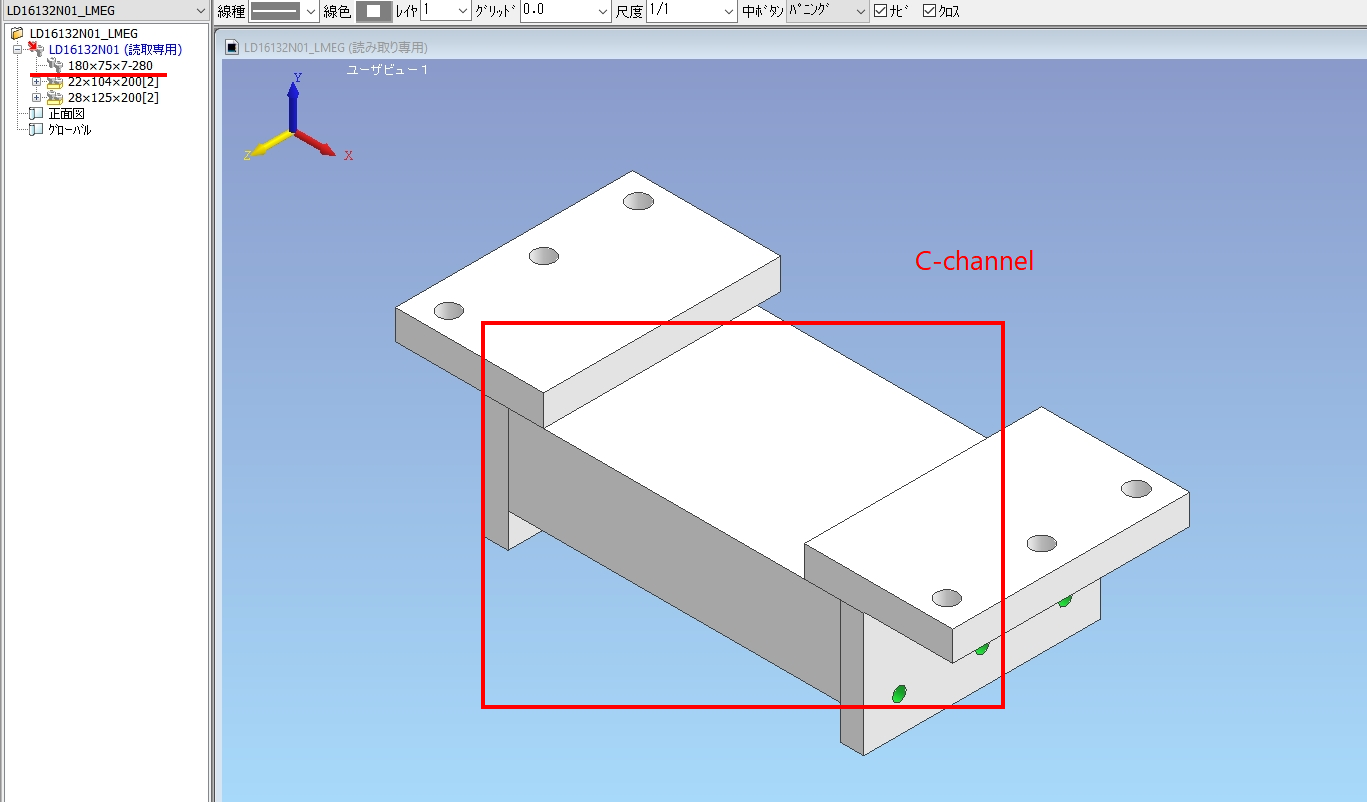 LD16132N01_LMEG
線種
線色
レイヤ 1
グリッド 0.0
尺度 1/1
中ボタン パニング
ナビ
クロス
LD16132N01_LMEG
LD16132N01 (読取専用)
180×75×7-280
22×104×200[2]
28×125×200[2]
正面図
グローバル
LD16132N01_LMEG (読み取り専用)
ユーザビュー1
Y
Z
X
C-channel